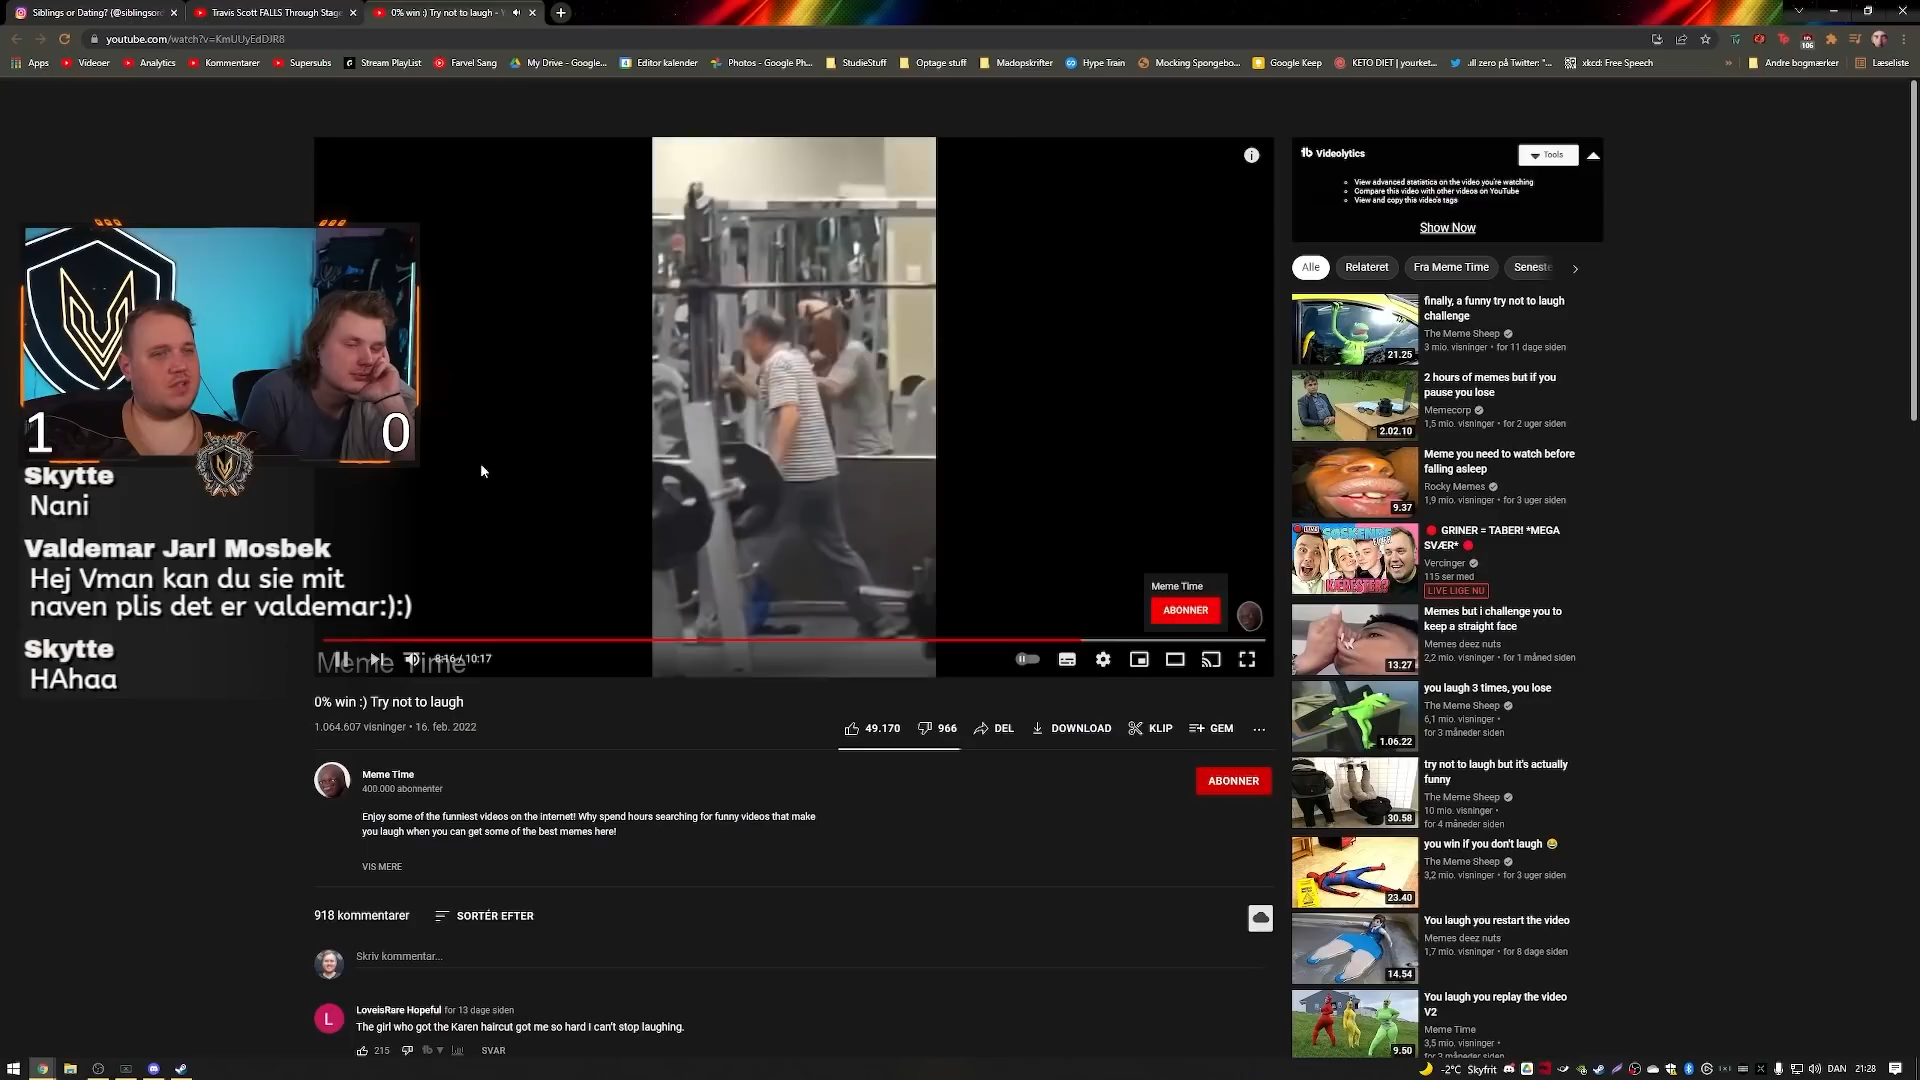 Siblings or Dating? (@siblingsor
Travis Scott FALLS Through Stage
0% win :) Try not to laugh -
youtube.com/watch?v=KmUUyEdDJR8
Apps
Videoer
Analytics
Kommentarer
Supersubs
Stream PlayList
Farvel Sang
My Drive - Google...
Editor kalender
Photos - Google Ph...
StudieStuff
Optage stuff
Madopskrifter
Hype Train
Mocking Spongebo...
Google Keep
KETO DIET | yourket...
ull zero på Twitter: "...
xkcd: Free Speech
»
Andre bogmærker
Læseliste
1
0
Skytte
Nani
Valdemar Jarl Mosbek
Hej Vman kan du sie mit
naven plis det er valdemar:):)
Skytte
HAhaa
Meme Time
ABONNER
Meme Time
8:16 / 10:17
0% win :) Try not to laugh
1.064.607 visninger • 16. feb. 2022
49.170
966
DEL
DOWNLOAD
KLIP
GEM
Meme Time
400.000 abonnenter
ABONNER
Enjoy some of the funniest videos on the internet! Why spend hours searching for funny videos that make
you laugh when you can get some of the best memes here!
VIS MERE
918 kommentarer
SORTÉR EFTER
Skriv kommentar...
L
LoveisRare Hopeful for 13 dage siden
The girl who got the Karen haircut got me so hard I can't stop laughing.
215
SVAR
Videolytics
Tools
View advanced statistics on the video you're watching
Compare this video with other videos on YouTube
View and copy this video's tags
Show Now
Alle
Relateret
Fra Meme Time
Seneste
finally, a funny try not to laugh
challenge
The Meme Sheep
3 mio. visninger • for 11 dage siden
21.25
2 hours of memes but if you
pause you lose
Memecorp
1,5 mio. visninger • for 2 uger siden
2.02.10
Meme you need to watch before
falling asleep
Rocky Memes
1,9 mio. visninger • for 3 uger siden
9.37
GRINER = TABER! *MEGA
SVÆR*
Vercinger
115 ser med
LIVE LIGE NU
Memes but i challenge you to
keep a straight face
Memes deez nuts
2,2 mio. visninger • for 1 måned siden
13.27
you laugh 3 times, you lose
The Meme Sheep
6,1 mio. visninger •
for 3 måneder siden
1.06.22
try not to laugh but it's actually
funny
The Meme Sheep
10 mio. visninger •
for 4 måneder siden
30.58
you win if you don't laugh 😂
The Meme Sheep
3,2 mio. visninger • for 3 uger siden
23.40
You laugh you restart the video
Memes deez nuts
1,7 mio. visninger • for 8 dage siden
14.54
You laugh you replay the video
V2
Meme Time
3,5 mio. visninger •
for 3 måneder siden
9.50
-2°C Skyfrit
DAN
21:28